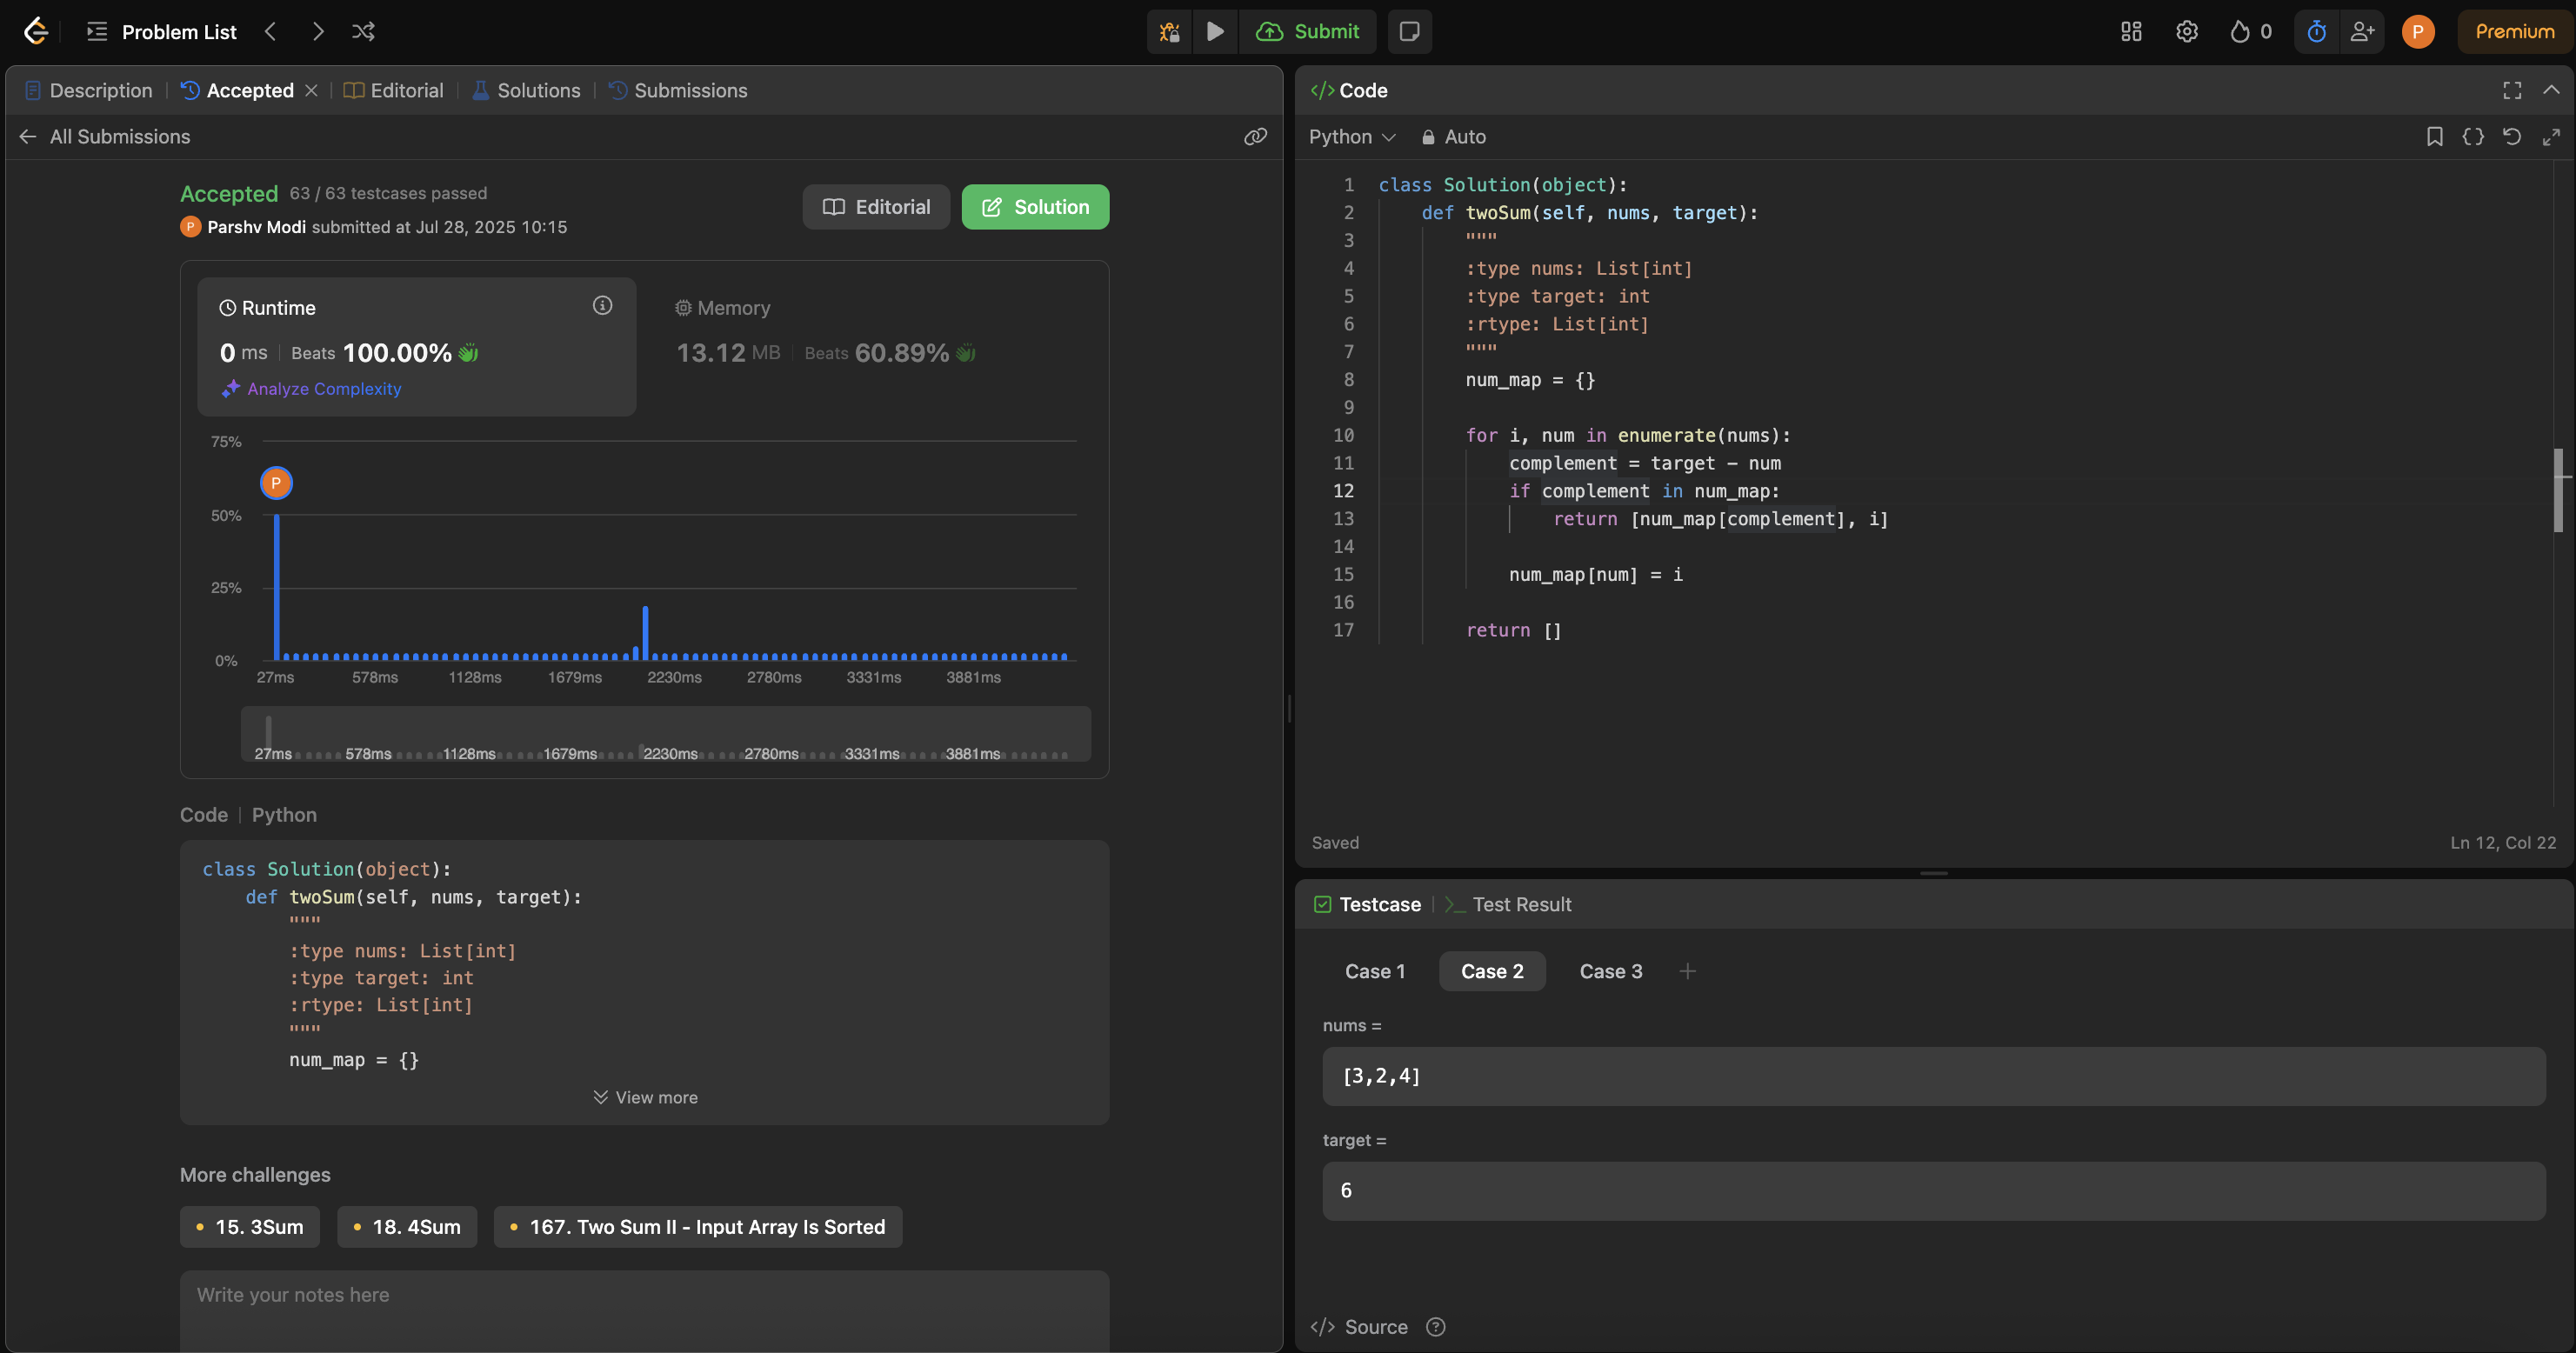 Problem List
Submit
0
P
Premium
Description
Accepted
Editorial
Solutions
Submissions
All Submissions
Accepted 63 / 63 testcases passed
P Parshv Modi submitted at Jul 28, 2025 10:15
Editorial
Solution
Runtime
0 ms Beats 100.00%
Analyze Complexity
Memory
13.12 MB Beats 60.89%
75%
P
50%
25%
0%
27ms 578ms 1128ms 1679ms 2230ms 2780ms 3331ms 3881ms
27ms 578ms 1128ms 1679ms 2230ms 2780ms 3331ms 3881ms
Code | Python
class Solution(object):
    def twoSum(self, nums, target):
        """
        :type nums: List[int]
        :type target: int
        :rtype: List[int]
        """
        num_map = {}
View more
More challenges
15. 3Sum
18. 4Sum
167. Two Sum II - Input Array Is Sorted
Write your notes here
</> Code
Python
Auto
1 class Solution(object):
2     def twoSum(self, nums, target):
3         """
4         :type nums: List[int]
5         :type target: int
6         :rtype: List[int]
7         """
8         num_map = {}
9
10         for i, num in enumerate(nums):
11             complement = target - num
12             if complement in num_map:
13                 return [num_map[complement], i]
14
15             num_map[num] = i
16
17         return []
Saved
Ln 12, Col 22
Testcase
>_ Test Result
Case 1
Case 2
Case 3
+
nums =
[3,2,4]
target =
6
</> Source